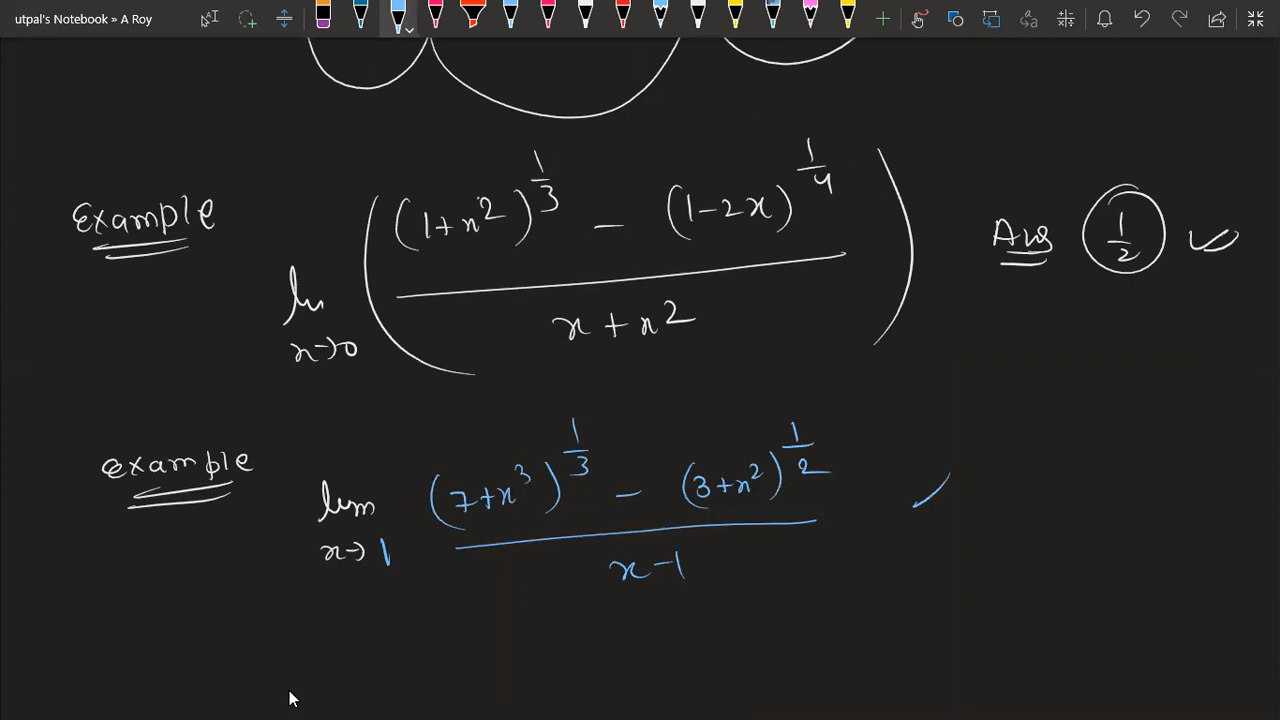 utpal's Notebook » A Roy
Example lim x→0 ( ( (1+x²)^(1/3) − (1-2x)^(1/4) ) / ( x + x² ) ) Ans 1/2
example lim x→1 ( (7+x³)^(1/3) − (3+x²)^(1/2) ) / ( x-1 )